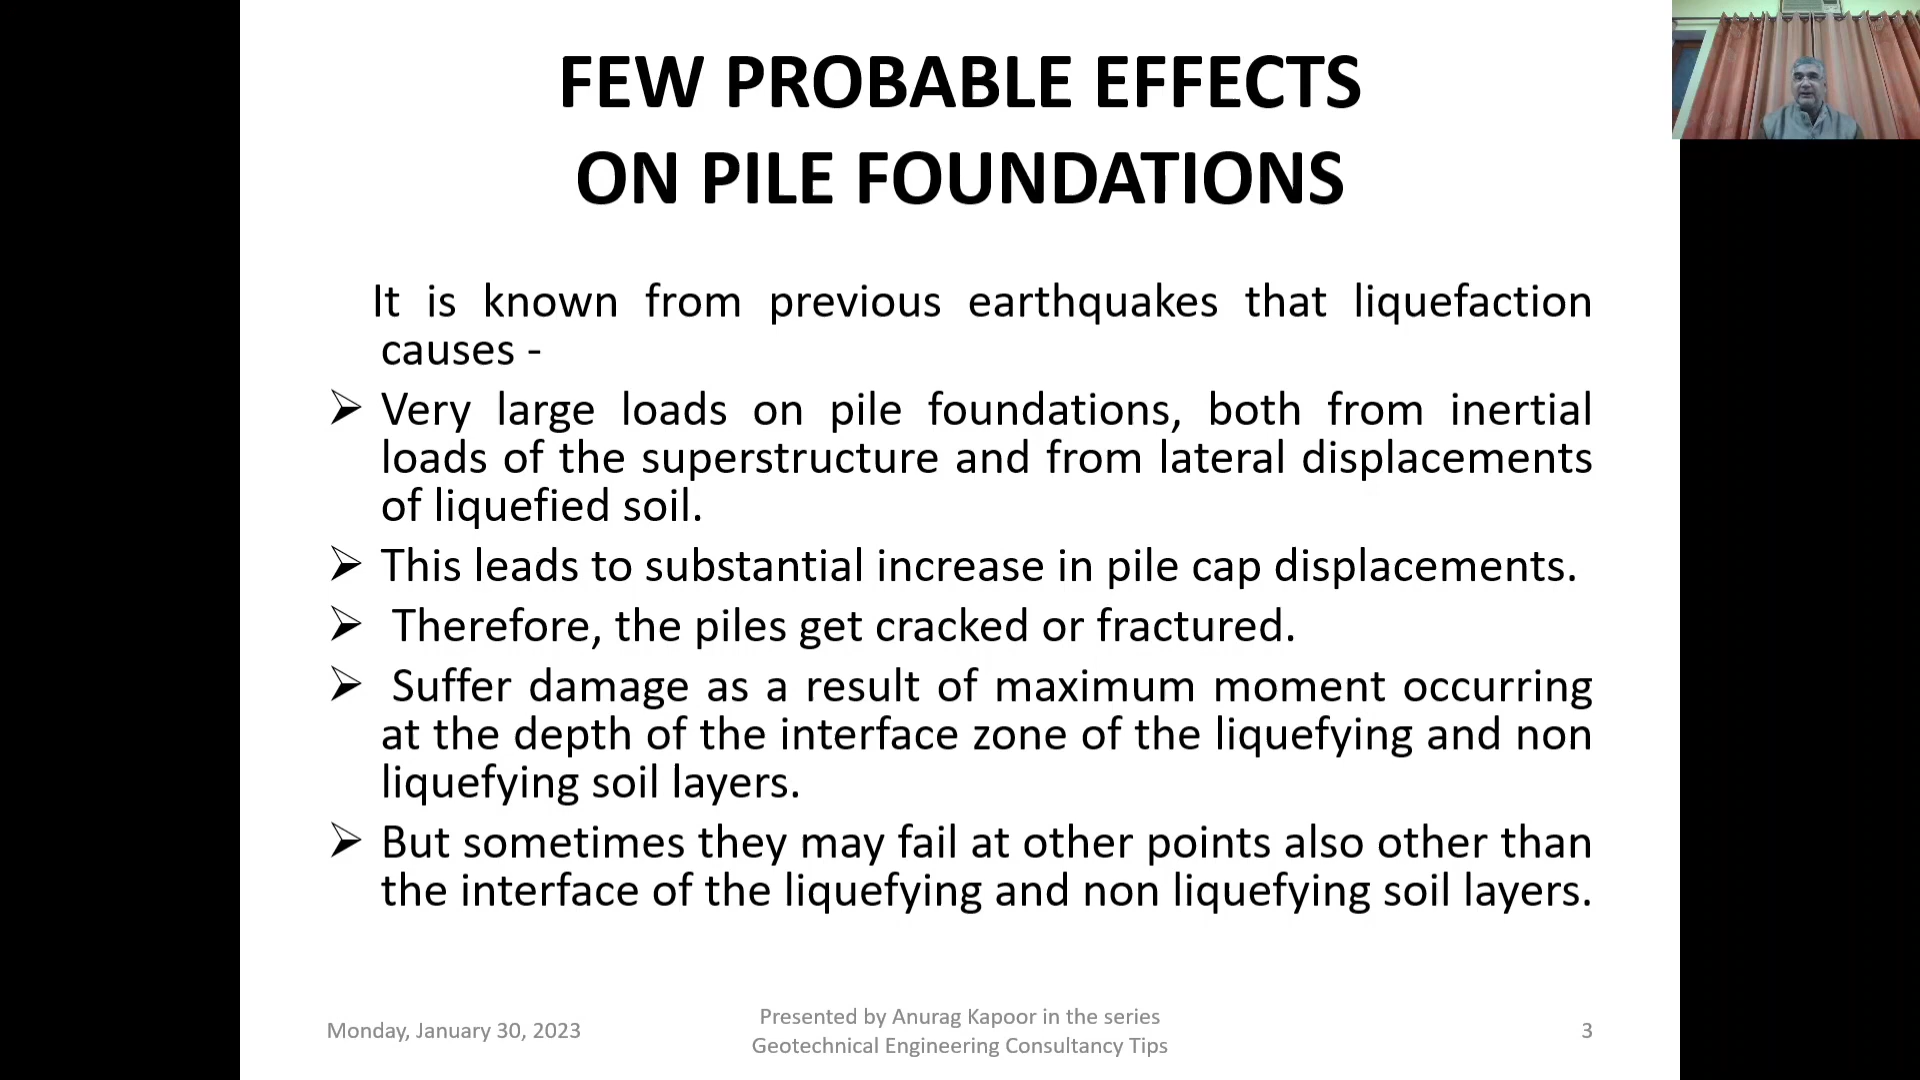 FEW PROBABLE EFFECTS
ON PILE FOUNDATIONS
It is known from previous earthquakes that liquefaction
causes -
➢ Very large loads on pile foundations, both from inertial
loads of the superstructure and from lateral displacements
of liquefied soil.
➢ This leads to substantial increase in pile cap displacements.
➢ Therefore, the piles get cracked or fractured.
➢ Suffer damage as a result of maximum moment occurring
at the depth of the interface zone of the liquefying and non
liquefying soil layers.
➢ But sometimes they may fail at other points also other than
the interface of the liquefying and non liquefying soil layers.
Monday, January 30, 2023
Presented by Anurag Kapoor in the series
Geotechnical Engineering Consultancy Tips
3